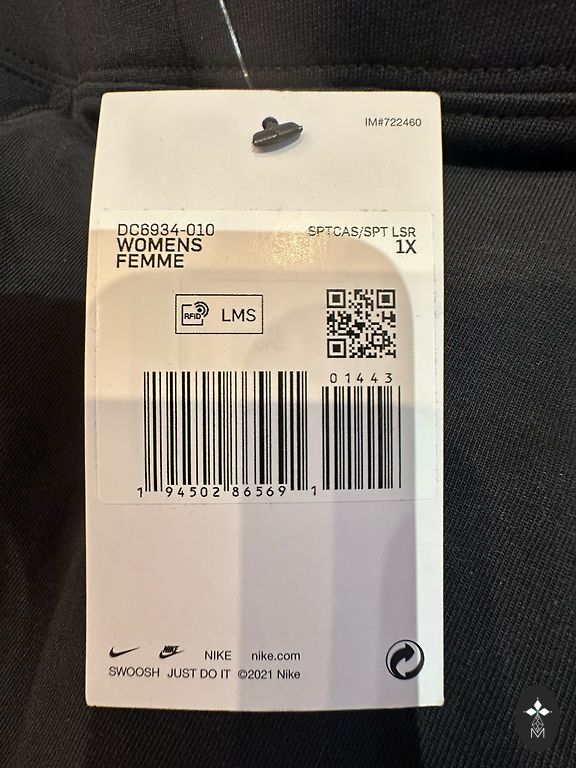 IM#722460
DC6934-010 SPTCAS/SPT LSR
WOMENS 1X
FEMME
RFID LMS
01443
1 94502 86569 1
NIKE NIKE nike.com
SWOOSH JUST DO IT ©2021 Nike
M